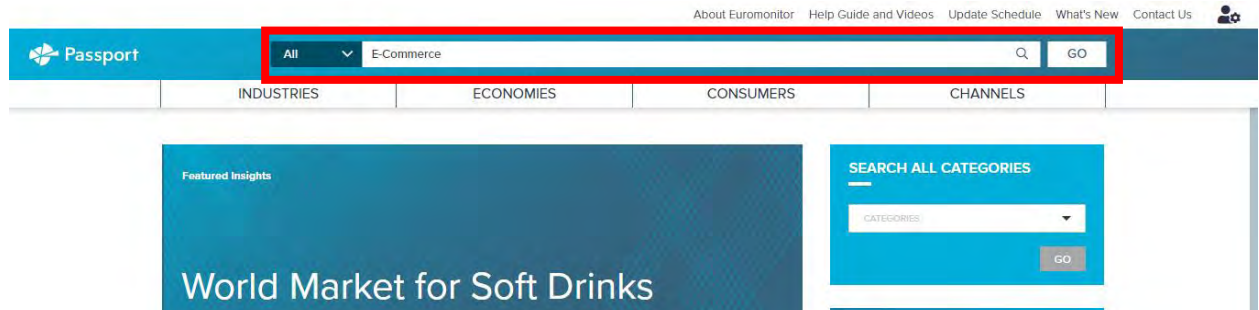 About Euromonitor Help Guide and Videos Update Schedule What's New Contact Us
Passport All E-Commerce GO
INDUSTRIES ECONOMIES CONSUMERS CHANNELS
Featured Insights
World Market for Soft Drinks
SEARCH ALL CATEGORIES
CATEGORIES
GO